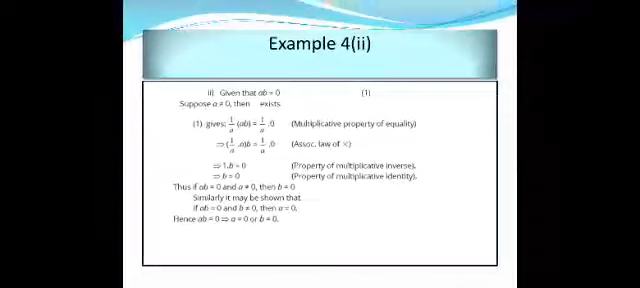 Example 4(ii)
ii) Given that ab = 0 (1)
Suppose a ≠ 0, then exists
(1) gives: 1/a (ab) = 1/a .0 (Multiplicative property of equality)
⇒ (1/a .a)b = 1/a .0 (Assoc. law of ×)
⇒ 1.b = 0 (Property of multiplicative inverse).
⇒ b = 0 (Property of multiplicative identity).
Thus if ab = 0 and a ≠ 0, then b = 0
Similarly it may be shown that
if ab = 0 and b ≠ 0, then a = 0.
Hence ab = 0 ⇒ a = 0 or b = 0.